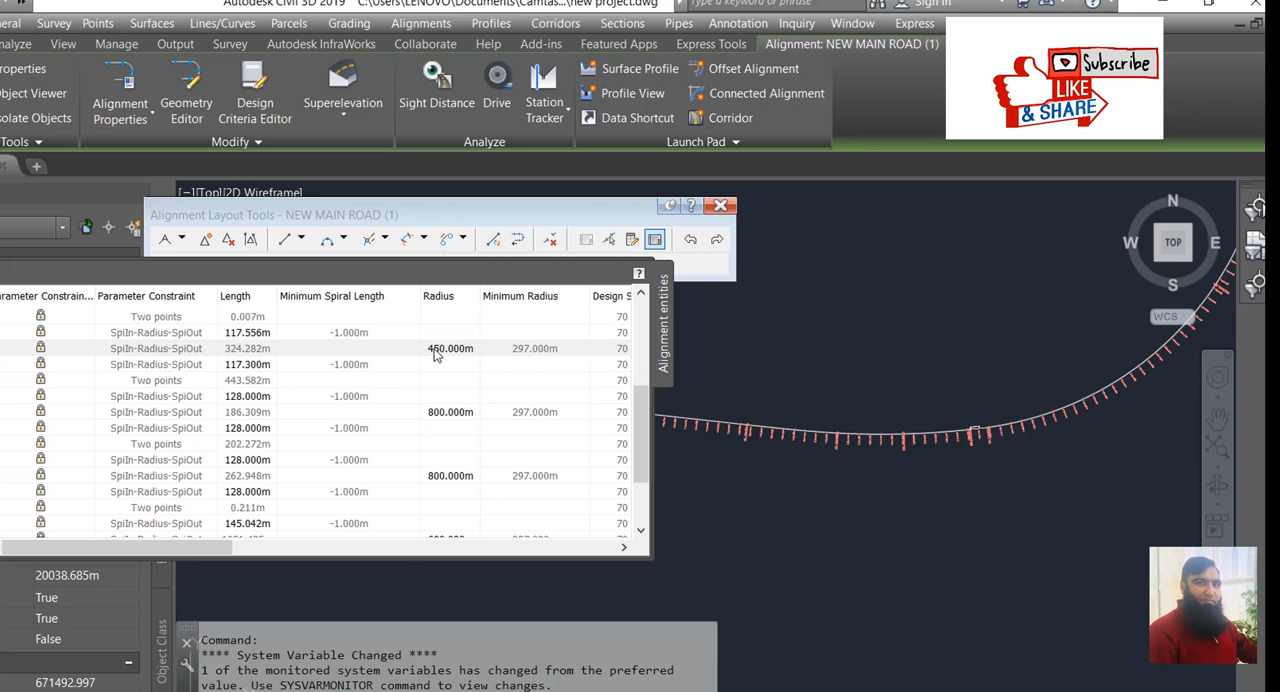 Autodesk Civil 3D 2019 C:\Users\LENOVO\Documents\Camtas... new project.dwg
Type a keyword or phrase
Sign In
Survey Points Surfaces Lines/Curves Parcels Grading Alignments Profiles Corridors Sections Pipes Annotation Inquiry Window Express
nalyze View Manage Output Survey Autodesk InfraWorks Collaborate Help Add-ins Featured Apps Express Tools Alignment: NEW MAIN ROAD (1)
roperties
bject Viewer
solate Objects
Tools
Alignment Properties
Geometry Editor
Design Criteria Editor
Superelevation
Modify
Sight Distance
Drive
Station Tracker
Analyze
Surface Profile
Profile View
Data Shortcut
Offset Alignment
Connected Alignment
Corridor
Launch Pad
Subscribe
LIKE
& SHARE
[−][Top][2D Wireframe]
Alignment Layout Tools - NEW MAIN ROAD (1)
arameter Constrain... Parameter Constraint Length Minimum Spiral Length Radius Minimum Radius Design S
Two points 0.007m 70
SpiIn-Radius-SpiOut 117.556m -1.000m 70
SpiIn-Radius-SpiOut 324.282m 450.000m 297.000m 70
SpiIn-Radius-SpiOut 117.300m -1.000m 70
Two points 443.582m 70
SpiIn-Radius-SpiOut 128.000m -1.000m 70
SpiIn-Radius-SpiOut 186.309m 800.000m 297.000m 70
SpiIn-Radius-SpiOut 128.000m -1.000m 70
Two points 202.272m 70
SpiIn-Radius-SpiOut 128.000m -1.000m 70
SpiIn-Radius-SpiOut 262.948m 800.000m 297.000m 70
SpiIn-Radius-SpiOut 128.000m -1.000m 70
Two points 0.211m 70
SpiIn-Radius-SpiOut 145.042m -1.000m 70
Alignment entities
N
W TOP E
S
WCS
20038.685m
True
True
False
671492.997
Object Class
Command:
**** System Variable Changed ****
1 of the monitored system variables has changed from the preferred
value. Use SYSVARMONITOR command to view changes.